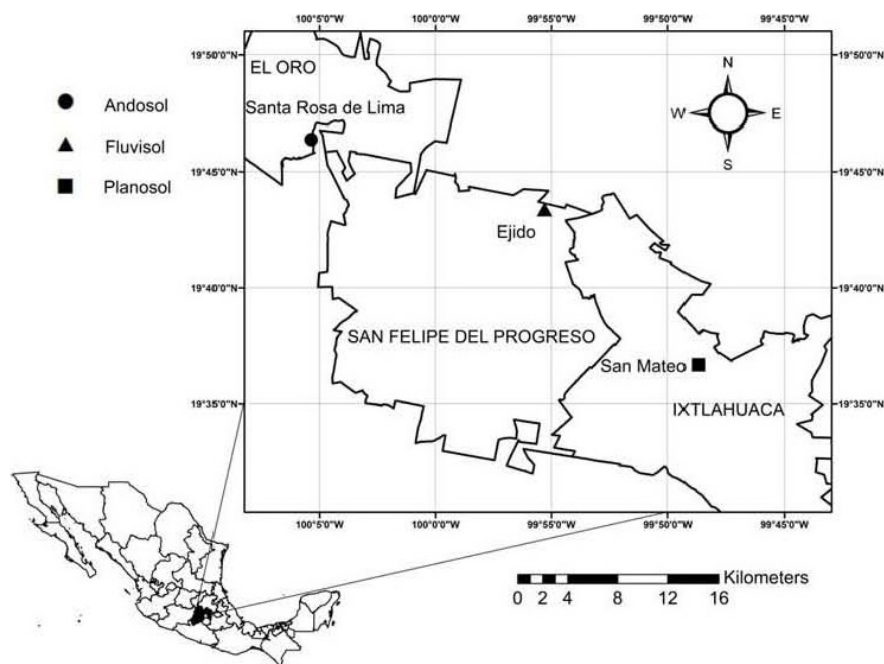 100°5'0"W 100°0'0"W 99°55'0"W 99°50'0"W 99°45'0"W
19°50'0"N 19°50'0"N
EL ORO
N
Andosol
Santa Rosa de Lima
W E
Fluvisol
S
19°45'0"N 19°45'0"N
Planosol
Ejido
19°40'0"N 19°40'0"N
SAN FELIPE DEL PROGRESO
San Mateo
IXTLAHUACA
19°35'0"N 19°35'0"N
100°5'0"W 100°0'0"W 99°55'0"W 99°50'0"W 99°45'0"W
Kilometers
0 2 4 8 12 16